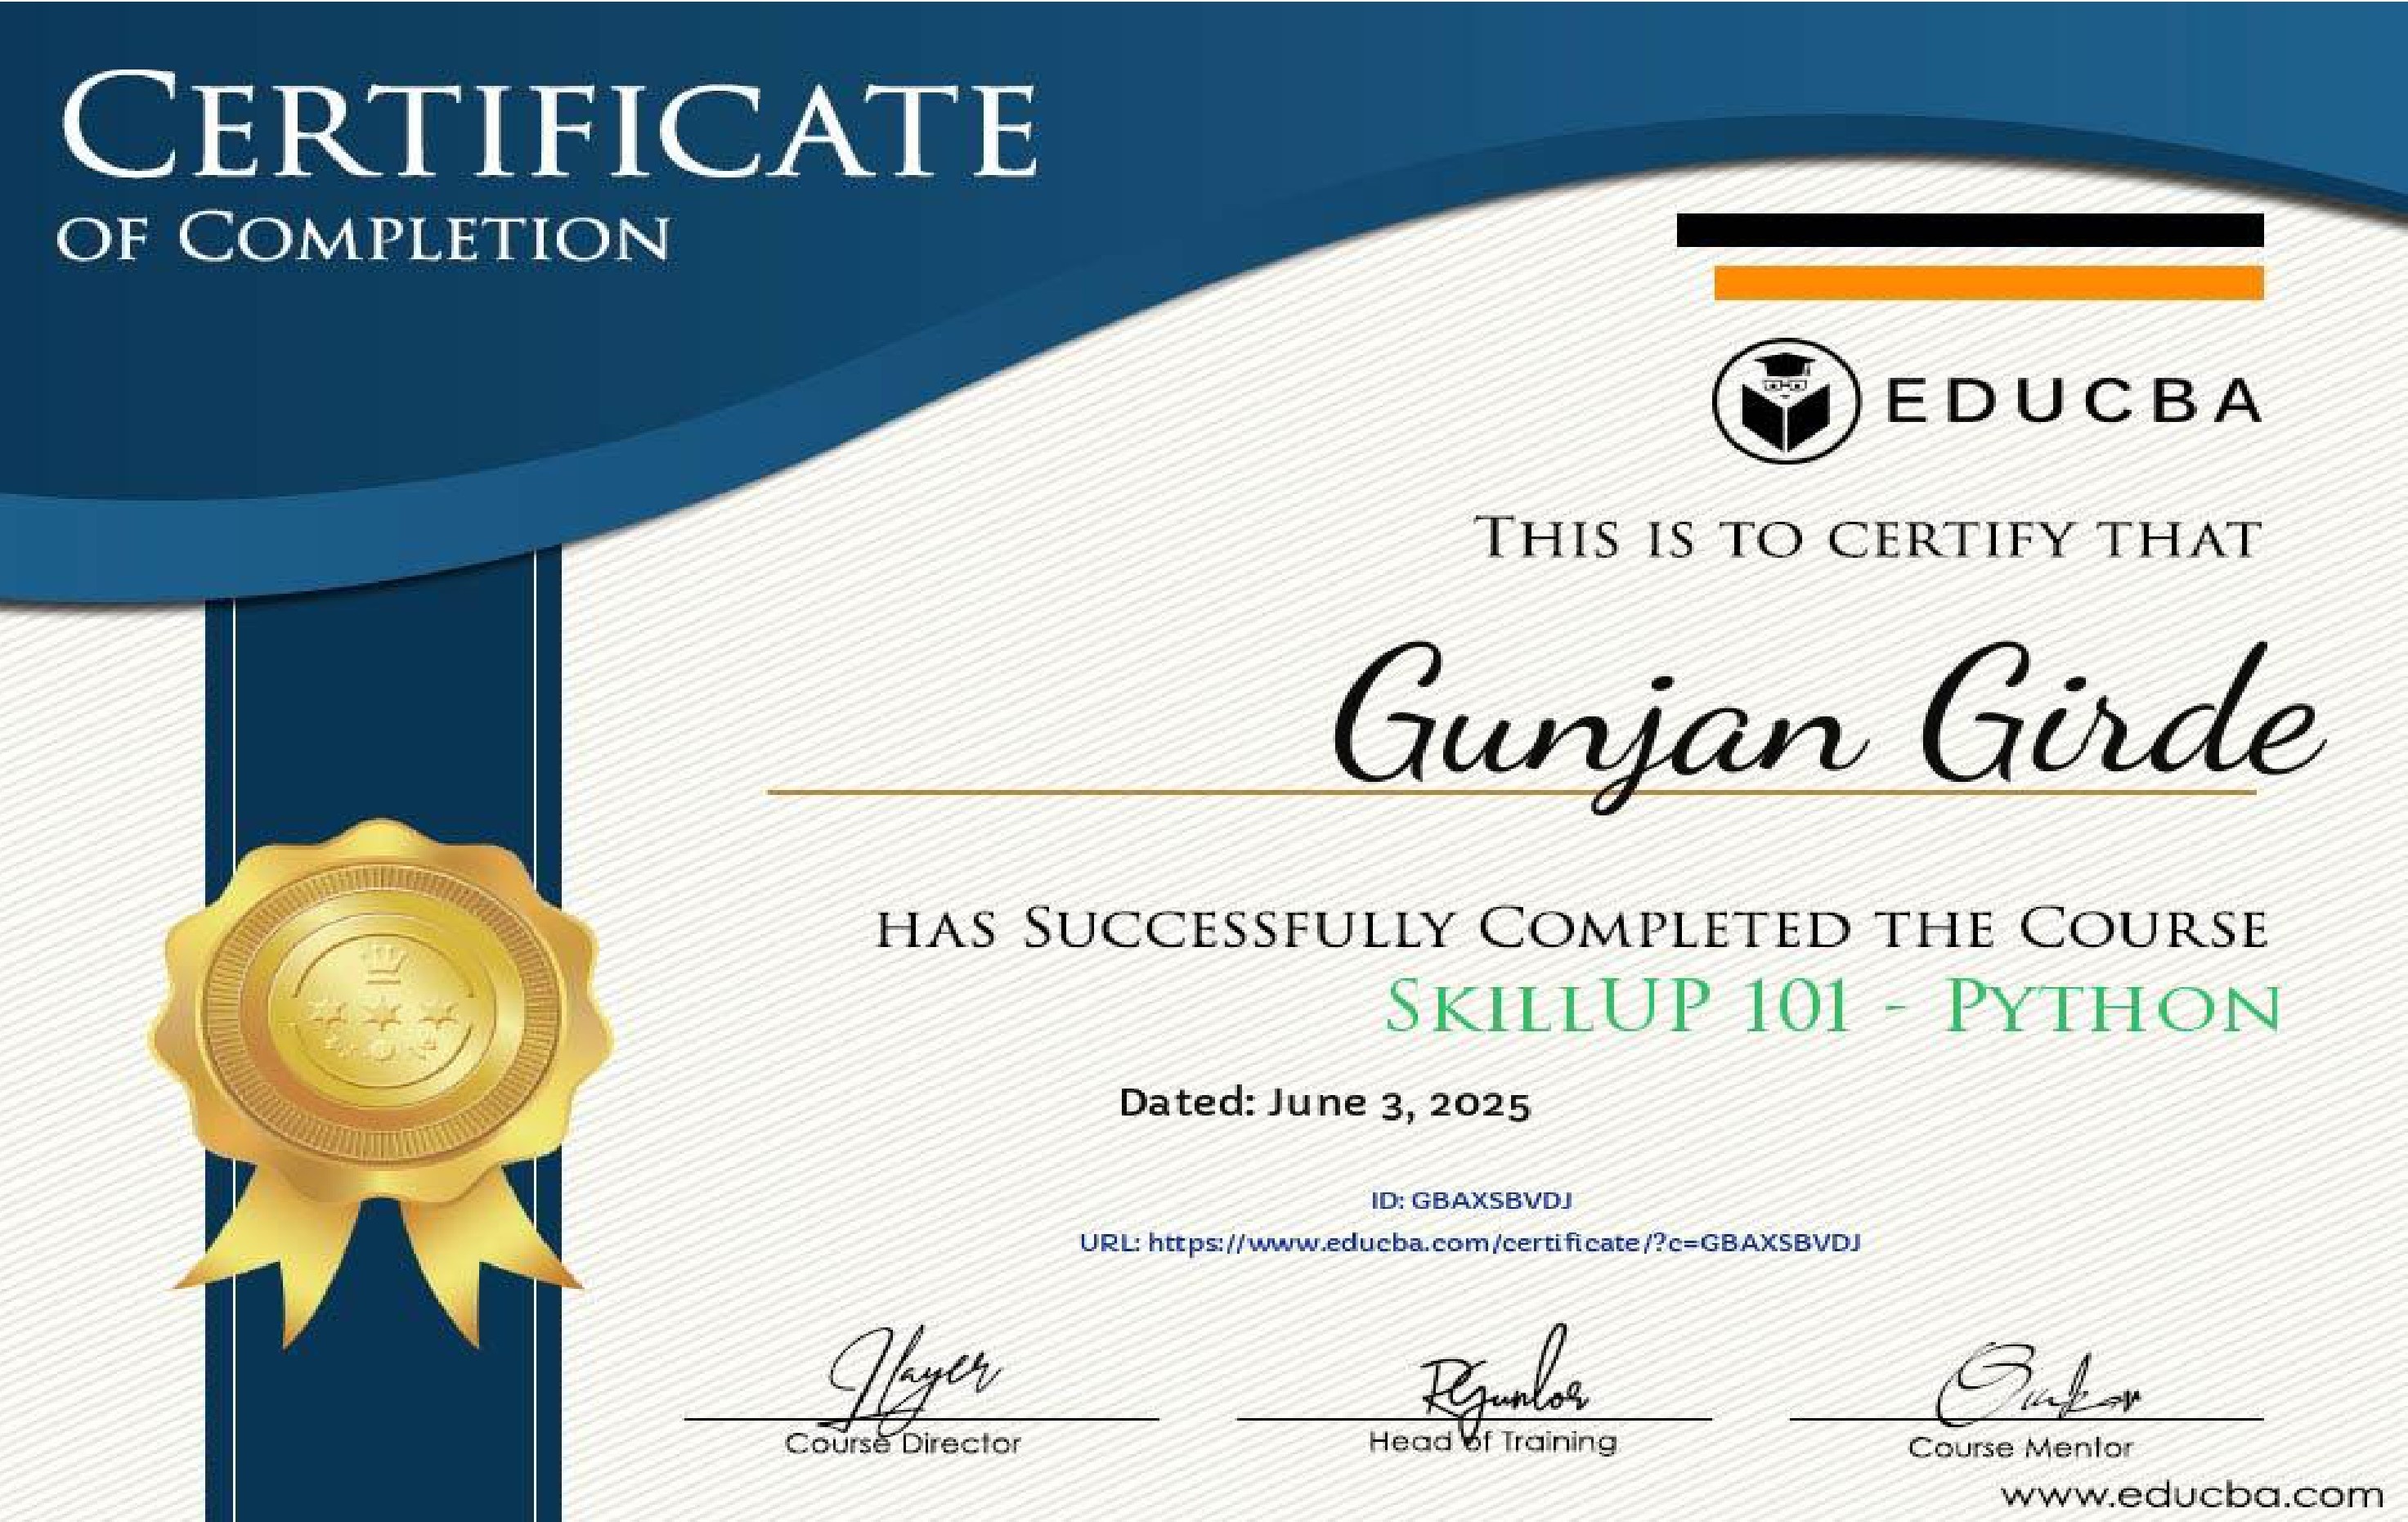 CERTIFICATE
OF COMPLETION
EDUCBA
THIS IS TO CERTIFY THAT
Gunjan Girde
HAS SUCCESSFULLY COMPLETED THE COURSE
SKILLUP 101 - PYTHON
Dated: June 3, 2025
ID: GBAXSBVDJ
URL: https://www.educba.com/certificate/?c=GBAXSBVDJ
Course Director
Head of Training
Course Mentor
www.educba.com